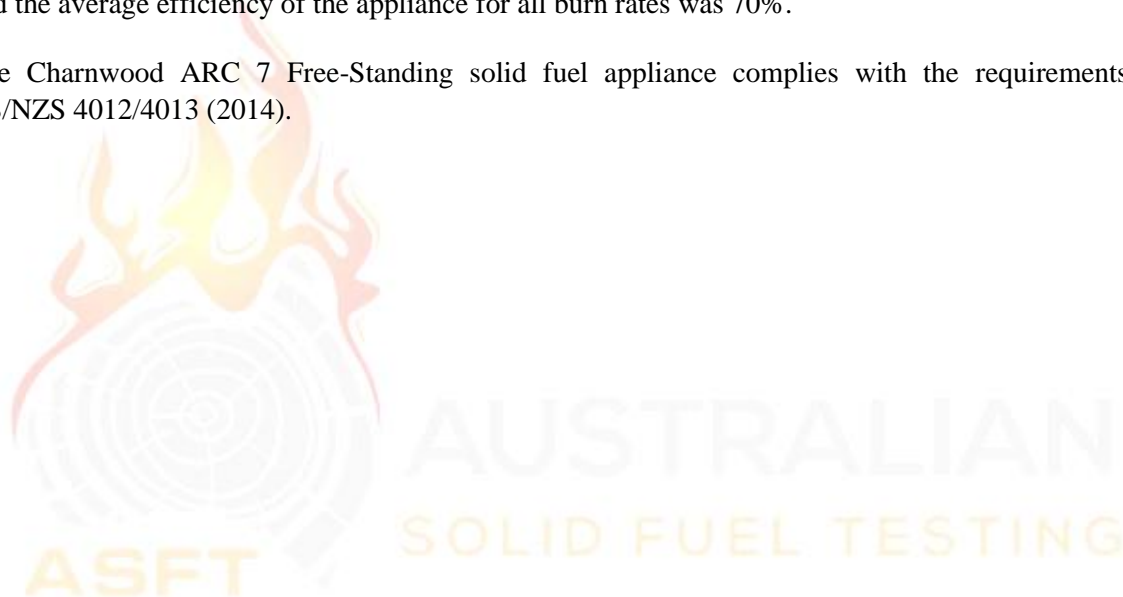 the average efficiency of the appliance for all burn rates was 70%.
Charnwood ARC 7 Free-Standing solid fuel appliance complies with the requirements
/NZS 4012/4013 (2014).
AUSTRALIAN
SOLID FUEL TESTING
ASFT